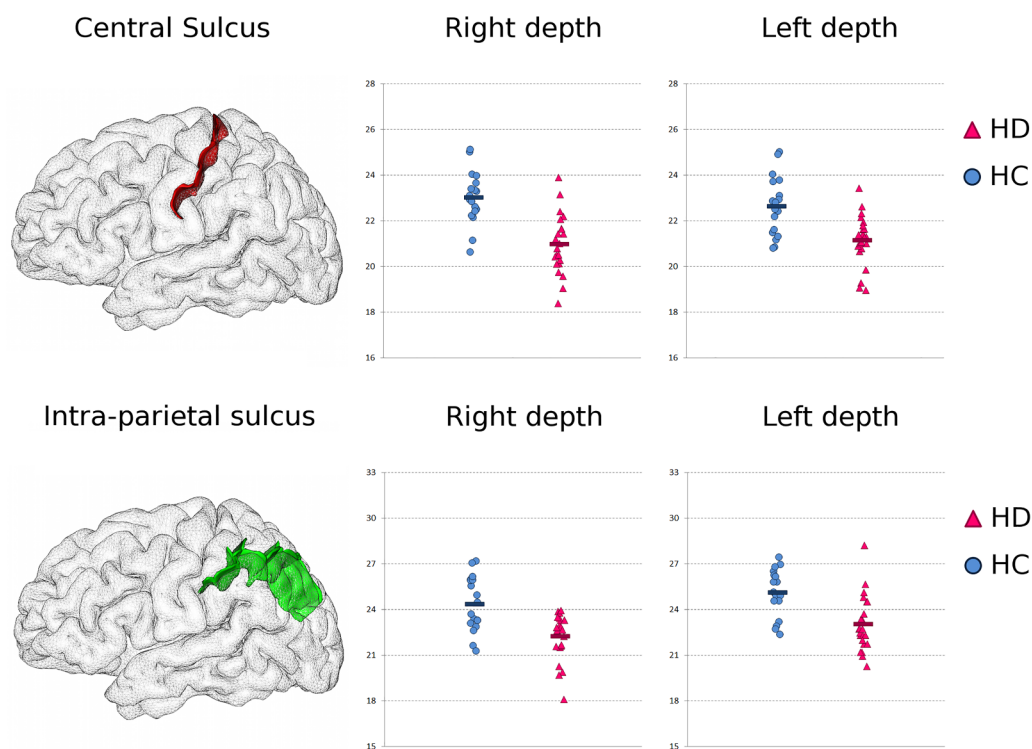 Central Sulcus
Right depth
Left depth
28
26
24
22
20
18
16
28
26
24
22
20
18
16
HD
HC
Intra-parietal sulcus
Right depth
Left depth
33
30
27
24
21
18
15
33
30
27
24
21
18
15
HD
HC